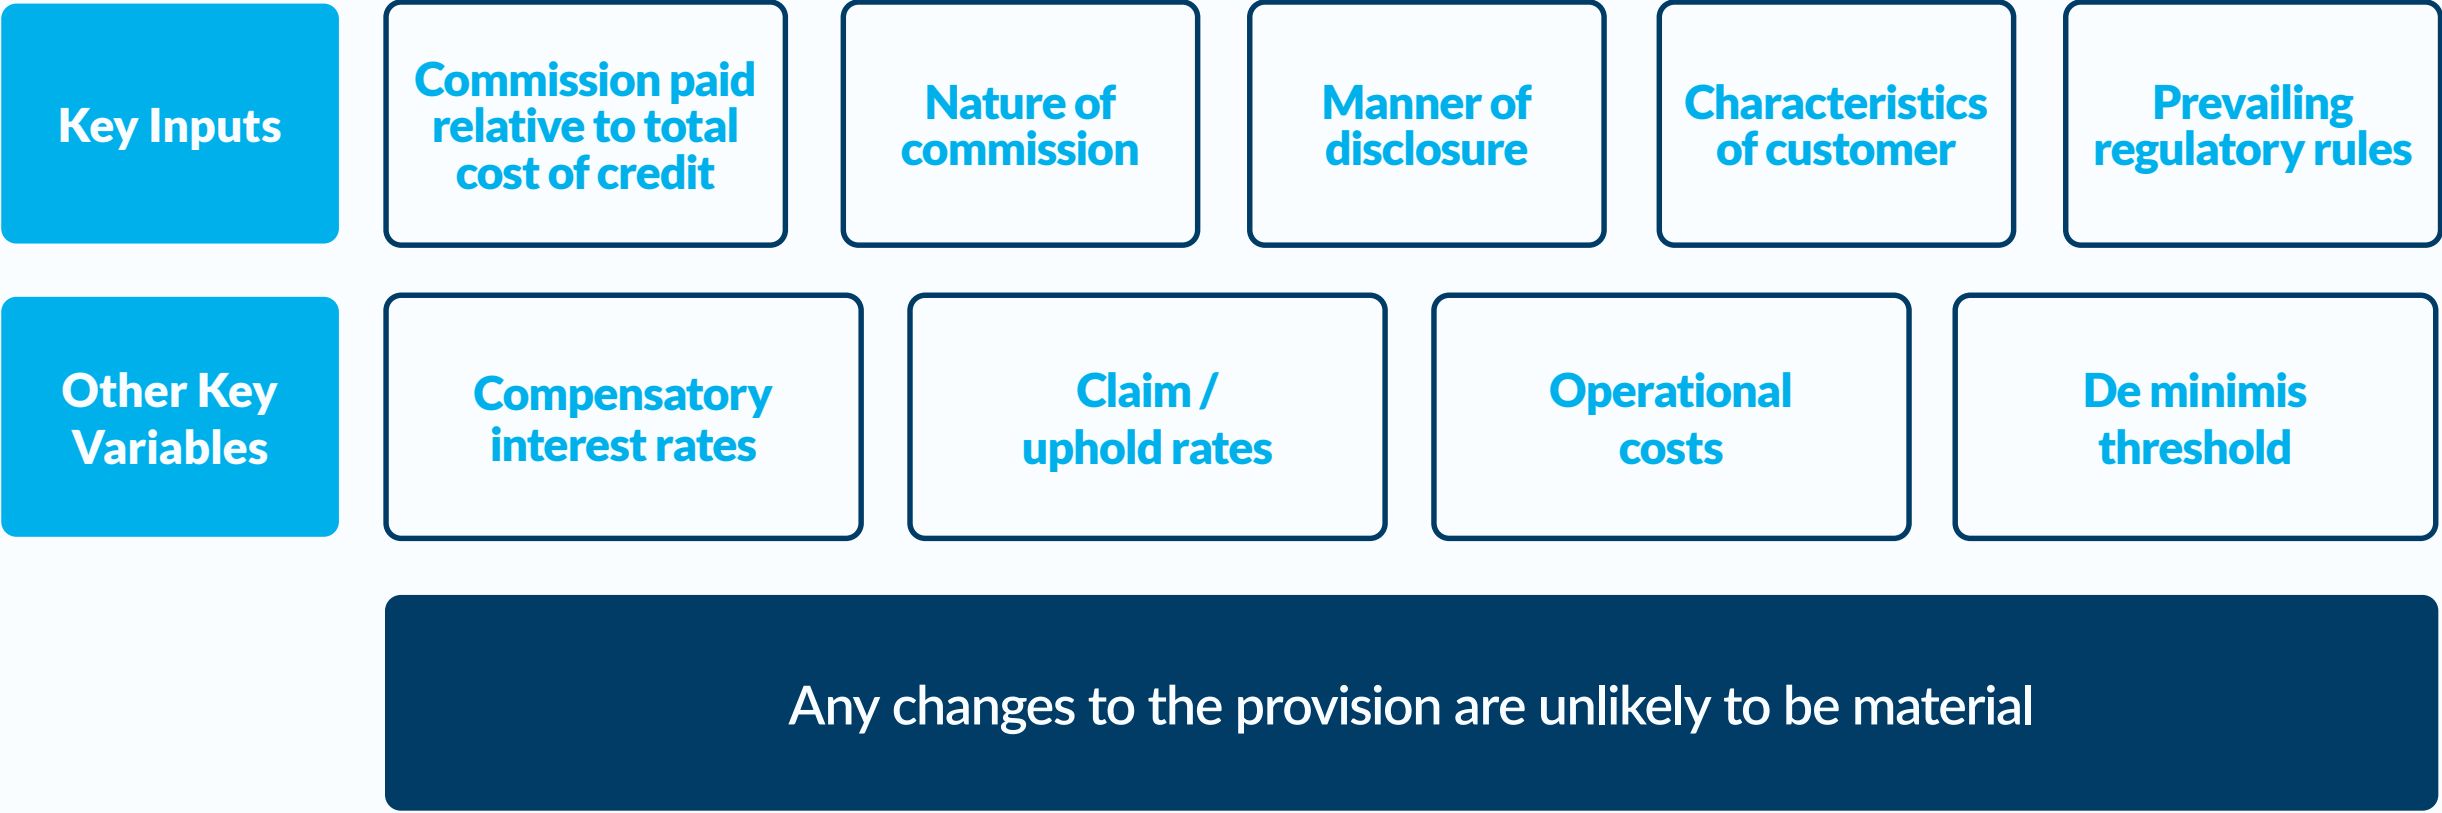 Key Inputs
Commission paid
relative to total
cost of credit
Nature of
commission
Manner of
disclosure
Characteristics
of customer
Prevailing
regulatory rules
Other Key
Variables
Compensatory
interest rates
Claim /
uphold rates
Operational
costs
De minimis
threshold
Any changes to the provision are unlikely to be material